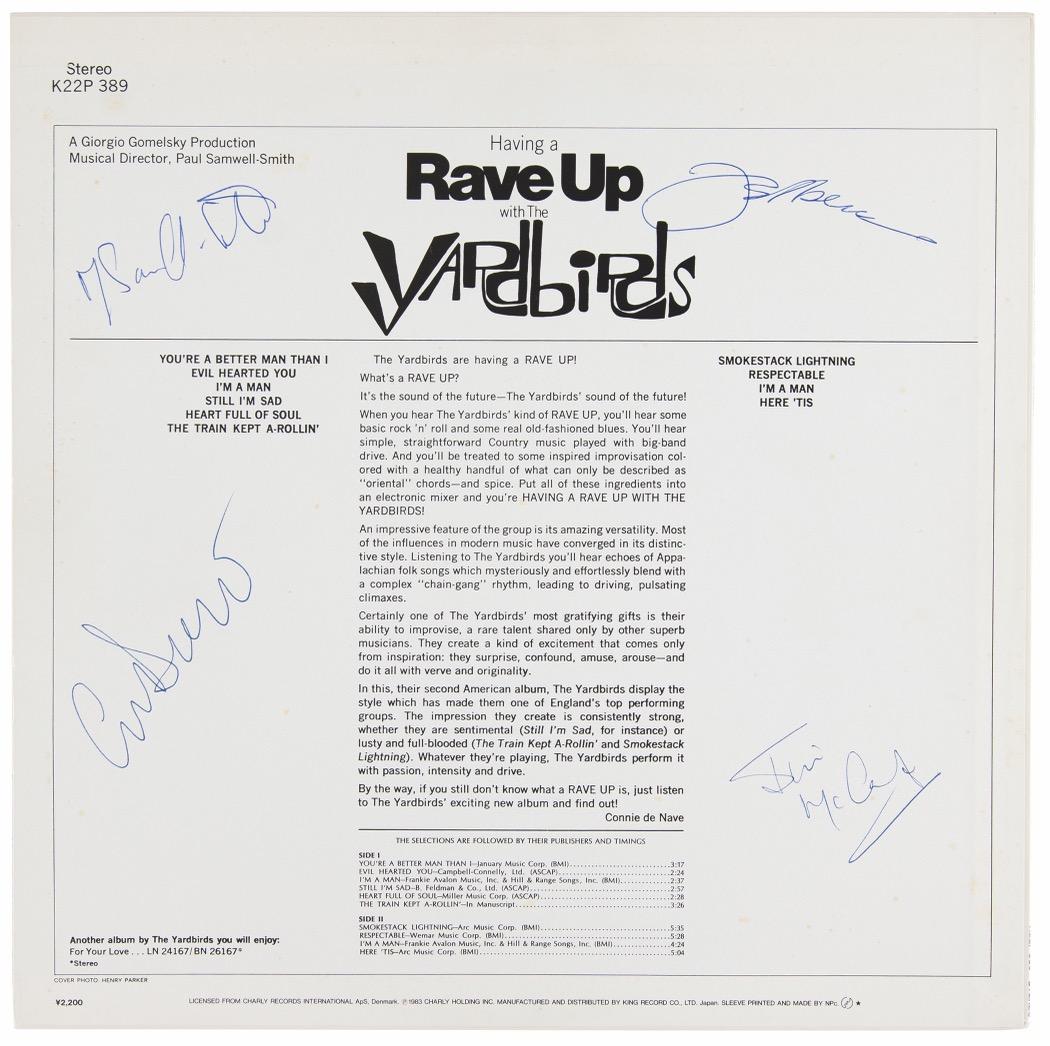 Stereo
K22P 389
A Giorgio Gomelsky Production
Musical Director, Paul Samwell-Smith
Having a
Rave Up
with The
Yardbirds
YOU'RE A BETTER MAN THAN I
EVIL HEARTED YOU
I'M A MAN
STILL I'M SAD
HEART FULL OF SOUL
THE TRAIN KEPT A-ROLLIN'
The Yardbirds are having a RAVE UP!
What's a RAVE UP?
It's the sound of the future—The Yardbirds' sound of the future!
When you hear The Yardbirds' kind of RAVE UP, you'll hear some
basic rock 'n' roll and some real old-fashioned blues. You'll hear
simple, straightforward Country music played with big-band
drive. And you'll be treated to some inspired improvisation col-
ored with a healthy handful of what can only be described as
"oriental" chords—and spice. Put all of these ingredients into
an electronic mixer and you're HAVING A RAVE UP WITH THE
YARDBIRDS!
An impressive feature of the group is its amazing versatility. Most
of the influences in modern music have converged in its distinc-
tive style. Listening to The Yardbirds you'll hear echoes of Appa-
lachian folk songs which mysteriously and effortlessly blend with
a complex "chain-gang" rhythm, leading to driving, pulsating
climaxes.
Certainly one of The Yardbirds' most gratifying gifts is their
ability to improvise, a rare talent shared only by other superb
musicians. They create a kind of excitement that comes only
from inspiration: they surprise, confound, amuse, arouse—and
do it all with verve and originality.
In this, their second American album, The Yardbirds display the
style which has made them one of England's top performing
groups. The impression they create is consistently strong,
whether they are sentimental (Still I'm Sad, for instance) or
lusty and full-blooded (The Train Kept A-Rollin' and Smokestack
Lightning). Whatever they're playing, The Yardbirds perform it
with passion, intensity and drive.
By the way, if you still don't know what a RAVE UP is, just listen
to The Yardbirds' exciting new album and find out!
Connie de Nave
SMOKESTACK LIGHTNING
RESPECTABLE
I'M A MAN
HERE 'TIS
Jim
McCarty
THE SELECTIONS ARE FOLLOWED BY THEIR PUBLISHERS AND TIMINGS
SIDE I
YOU'RE A BETTER MAN THAN I—January Music Corp. (BMI)..........3:17
EVIL HEARTED YOU—Campbell-Connelly, Ltd. (ASCAP)..........2:24
I'M A MAN—Frankie Avalon Music, Inc. & Hill & Range Songs, Inc. (BMI)..........2:37
STILL I'M SAD—B. Feldman & Co., Ltd. (ASCAP)..........2:57
HEART FULL OF SOUL—Miller Music Corp. (ASCAP)..........2:28
THE TRAIN KEPT A-ROLLIN'—In Manuscript..........3:26
SIDE II
SMOKESTACK LIGHTNING—Arc Music Corp. (BMI)..........5:35
RESPECTABLE—Wemar Music Corp. (BMI)..........5:28
I'M A MAN—Frankie Avalon Music, Inc. & Hill & Range Songs, Inc. (BMI)..........4:24
HERE 'TIS—Arc Music Corp. (BMI)..........5:04
Another album by The Yardbirds you will enjoy:
For Your Love . . . LN 24167/BN 26167*
*Stereo
COVER PHOTO: HENRY PARKER
¥2,200
LICENSED FROM CHARLY RECORDS INTERNATIONAL ApS, Denmark. ℗1983 CHARLY HOLDING INC. MANUFACTURED AND DISTRIBUTED BY KING RECORD CO., LTD. Japan. SLEEVE PRINTED AND MADE BY NPc. ★